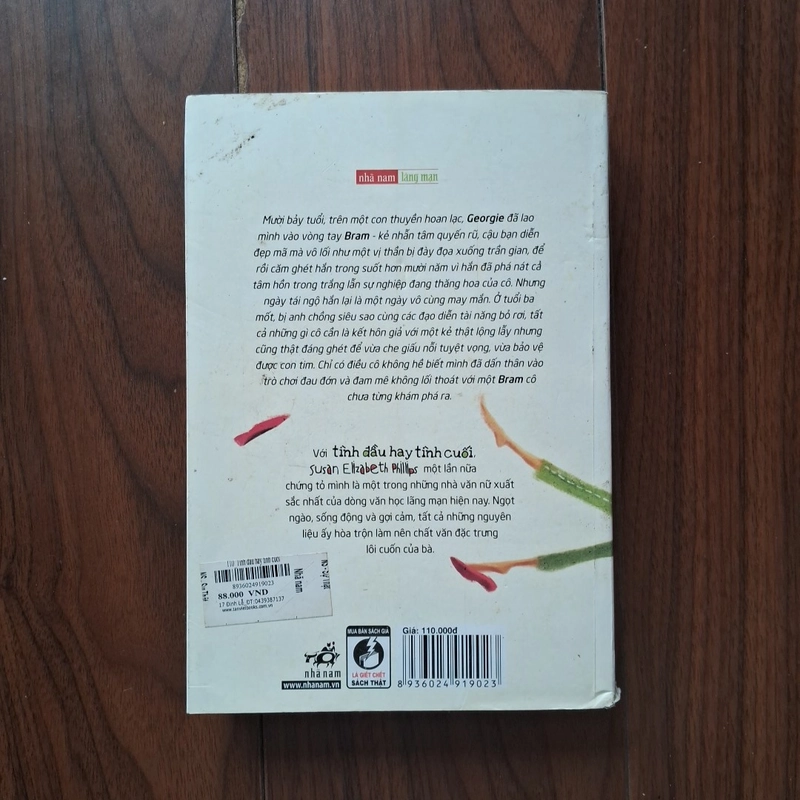 nhã nam lãng mạn
Mười bảy tuổi, trên một con thuyền hoan lạc, Georgie đã lao
mình vào vòng tay Bram - kẻ nhẫn tâm quyến rũ, cậu bạn diễn
đẹp mã mà vô lối như một vị thần bị đày đọa xuống trần gian, để
rồi căm ghét hắn trong suốt hơn mười năm vì hắn đã phá nát cả
tâm hồn trong trắng lẫn sự nghiệp đang thăng hoa của cô. Nhưng
ngày tái ngộ hắn lại là một ngày vô cùng may mắn. Ở tuổi ba
mốt, bị anh chồng siêu sao cùng các đạo diễn tài năng bỏ rơi, tất
cả những gì cô cần là kết hôn giả với một kẻ thật lộng lẫy nhưng
cũng thật đáng ghét để vừa che giấu nỗi tuyệt vọng, vừa bảo vệ
được con tim. Chỉ có điều cô không hề biết mình đã dấn thân vào
trò chơi đau đớn và đam mê không lối thoát với một Bram cô
chưa từng khám phá ra.
Với tình đầu hay tình cuối,
Susan Elizabeth Phillips một lần nữa
chứng tỏ mình là một trong những nhà văn nữ xuất
sắc nhất của dòng văn học lãng mạn hiện nay. Ngọt
ngào, sống động và gợi cảm, tất cả những nguyên
liệu ấy hòa trộn làm nên chất văn đặc trưng
lôi cuốn của bà.
Tình đầu hay tình cuối
8936024919023
88.000 VND
17 Đinh Lễ_ĐT:0439387137
Nhã nam
nhã nam
www.nhanam.vn
MUA BÁN SÁCH GIẢ
LÀ GIẾT CHẾT
SÁCH THẬT
Giá: 110.000đ
8 936024 919023